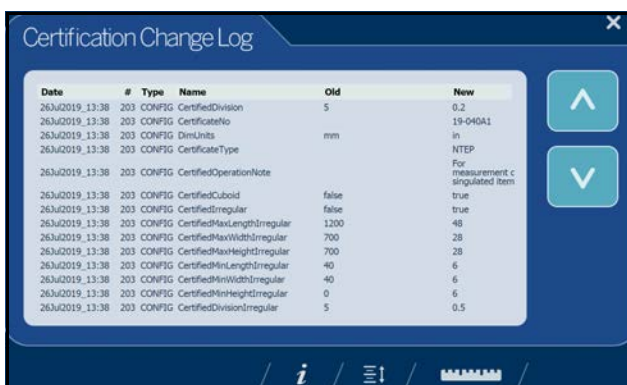 Certification Change Log
Date # Type Name Old New
26Jul2019_13:38 203 CONFIG CertifiedDivision 5 0.2
26Jul2019_13:38 203 CONFIG CertificateNo 19-040A1
26Jul2019_13:38 203 CONFIG DimUnits mm in
26Jul2019_13:38 203 CONFIG CertificateType NTEP
26Jul2019_13:38 203 CONFIG CertifiedOperationNote For
measurement c
singulated item
26Jul2019_13:38 203 CONFIG CertifiedCuboid false true
26Jul2019_13:38 203 CONFIG CertifiedIrregular false true
26Jul2019_13:38 203 CONFIG CertifiedMaxLengthIrregular 1200 48
26Jul2019_13:38 203 CONFIG CertifiedMaxWidthIrregular 700 28
26Jul2019_13:38 203 CONFIG CertifiedMaxHeightIrregular 700 28
26Jul2019_13:38 203 CONFIG CertifiedMinLengthIrregular 40 6
26Jul2019_13:38 203 CONFIG CertifiedMinWidthIrregular 40 6
26Jul2019_13:38 203 CONFIG CertifiedMinHeightIrregular 0 6
26Jul2019_13:38 203 CONFIG CertifiedDivisionIrregular 5 0.5